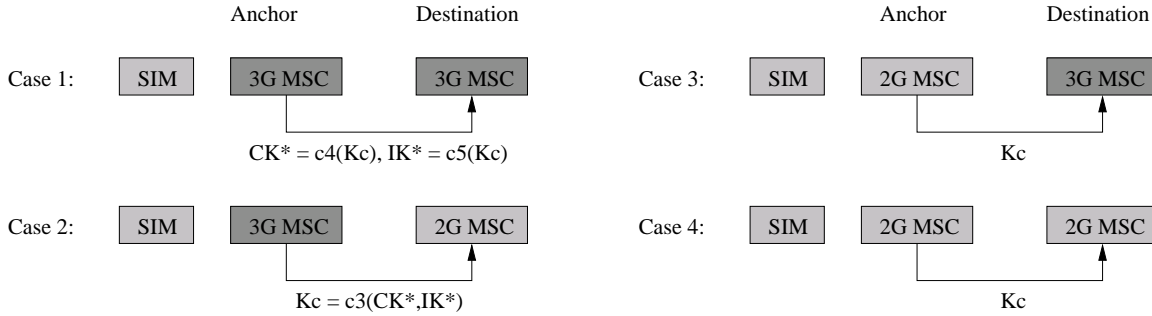 Anchor Destination Anchor Destination
Case 1: SIM 3G MSC 3G MSC Case 3: SIM 2G MSC 3G MSC
CK* = c4(Kc), IK* = c5(Kc) Kc
Case 2: SIM 3G MSC 2G MSC Case 4: SIM 2G MSC 2G MSC
Kc = c3(CK*,IK*) Kc